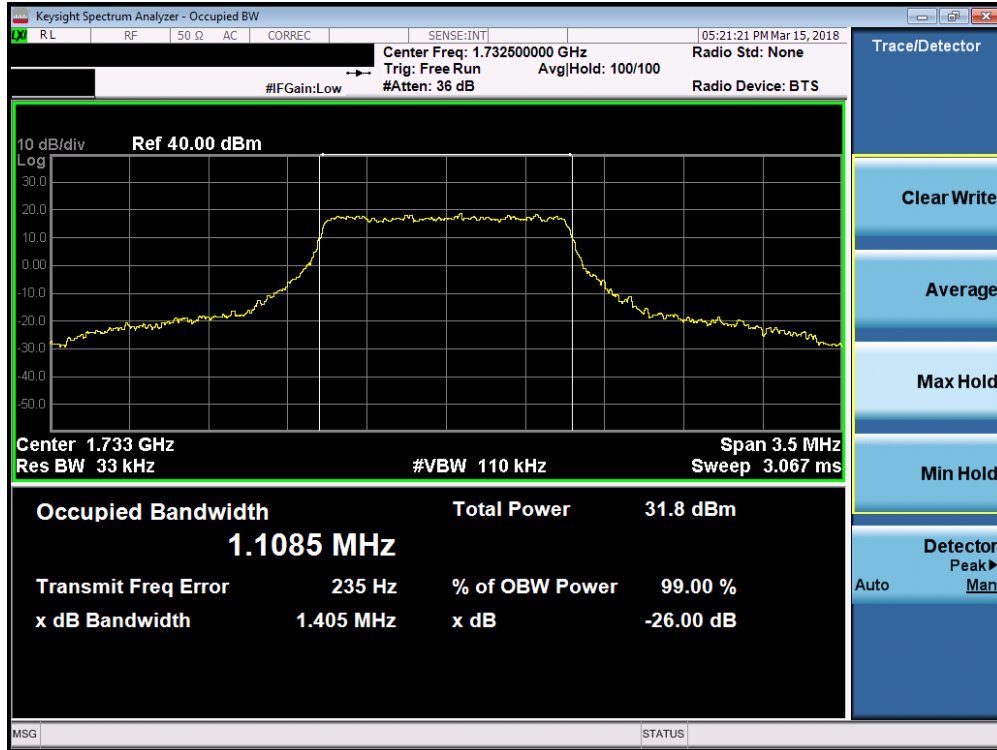 Keysight Spectrum Analyzer - Occupied BW
LXI RL RF 50 Ω AC CORREC SENSE:INT 05:21:21 PM Mar 15, 2018
Center Freq: 1.732500000 GHz Radio Std: None
Trig: Free Run Avg|Hold: 100/100
#IFGain:Low #Atten: 36 dB Radio Device: BTS
Trace/Detector
10 dB/div Ref 40.00 dBm
Log
30.0
20.0
10.0
0.00
-10.0
-20.0
-30.0
-40.0
-50.0
Center 1.733 GHz Span 3.5 MHz
Res BW 33 kHz #VBW 110 kHz Sweep 3.067 ms
Occupied Bandwidth Total Power 31.8 dBm
1.1085 MHz
Transmit Freq Error 235 Hz % of OBW Power 99.00 %
x dB Bandwidth 1.405 MHz x dB -26.00 dB
Clear Write
Average
Max Hold
Min Hold
Detector
Peak▶
Auto Man
MSG STATUS